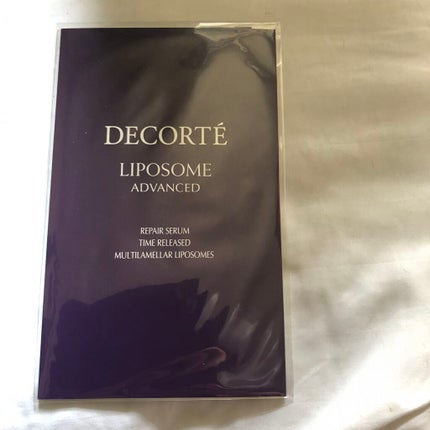 DECORTÉ
LIPOSOME
ADVANCED
REPAIR SERUM
TIME RELEASED
MULTILAMELLAR LIPOSOMES